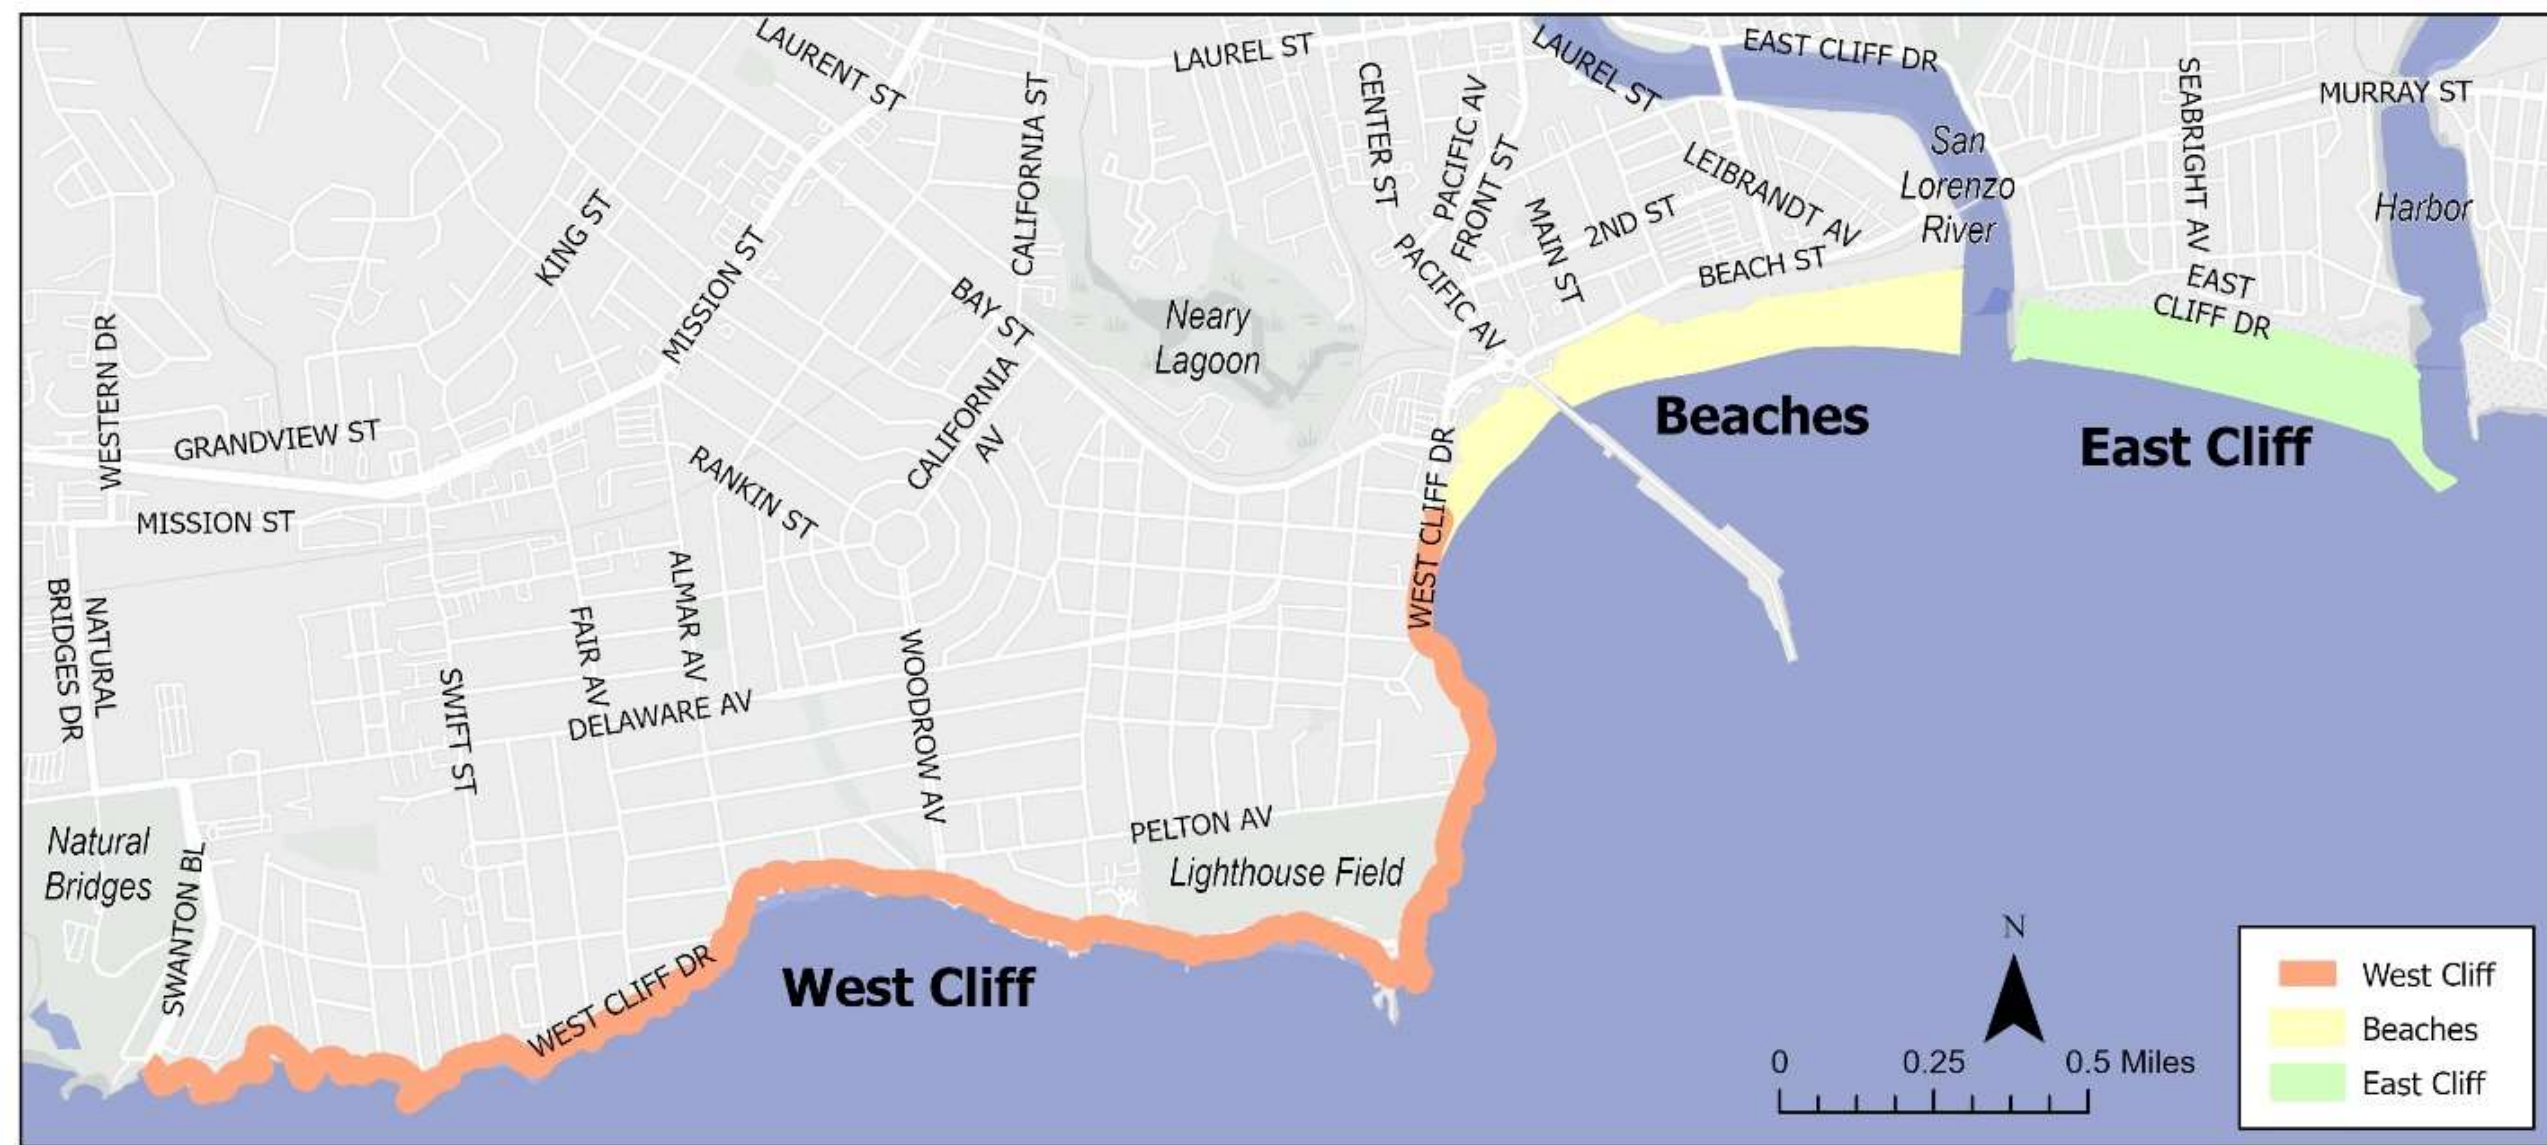 LAURENT ST
LAUREL ST
LAUREL ST
EAST CLIFF DR
MURRAY ST
SEABRIGHT AV
CALIFORNIA ST
CENTER ST
PACIFIC AV
FRONT ST
San
Lorenzo
River
Harbor
KING ST
MISSION ST
LEIBRANDT AV
2ND ST
MAIN ST
BEACH ST
PACIFIC AV
EAST
CLIFF DR
BAY ST
Neary
Lagoon
WESTERN DR
GRANDVIEW ST
CALIFORNIA
AV
Beaches
East Cliff
RANKIN ST
MISSION ST
WEST CLIFF DR
NATURAL
BRIDGES DR
ALMAR AV
FAIR AV
SWIFT ST
DELAWARE AV
WOODROW AV
PELTON AV
Lighthouse Field
Natural
Bridges
SWANTON BL
WEST CLIFF DR
West Cliff
N
0 0.25 0.5 Miles
West Cliff
Beaches
East Cliff